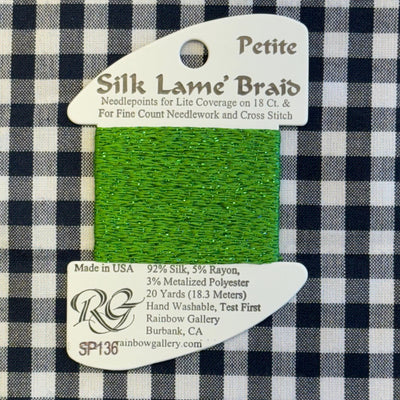 Petite
Silk Lame' Braid
Needlepoints for Lite Coverage on 18 Ct. &
For Fine Count Needlework and Cross Stitch
Made in USA
92% Silk, 5% Rayon,
3% Metalized Polyester
20 Yards (18.3 Meters)
Hand Washable, Test First
Rainbow Gallery
Burbank, CA
RG
SP136
rainbowgallery.com